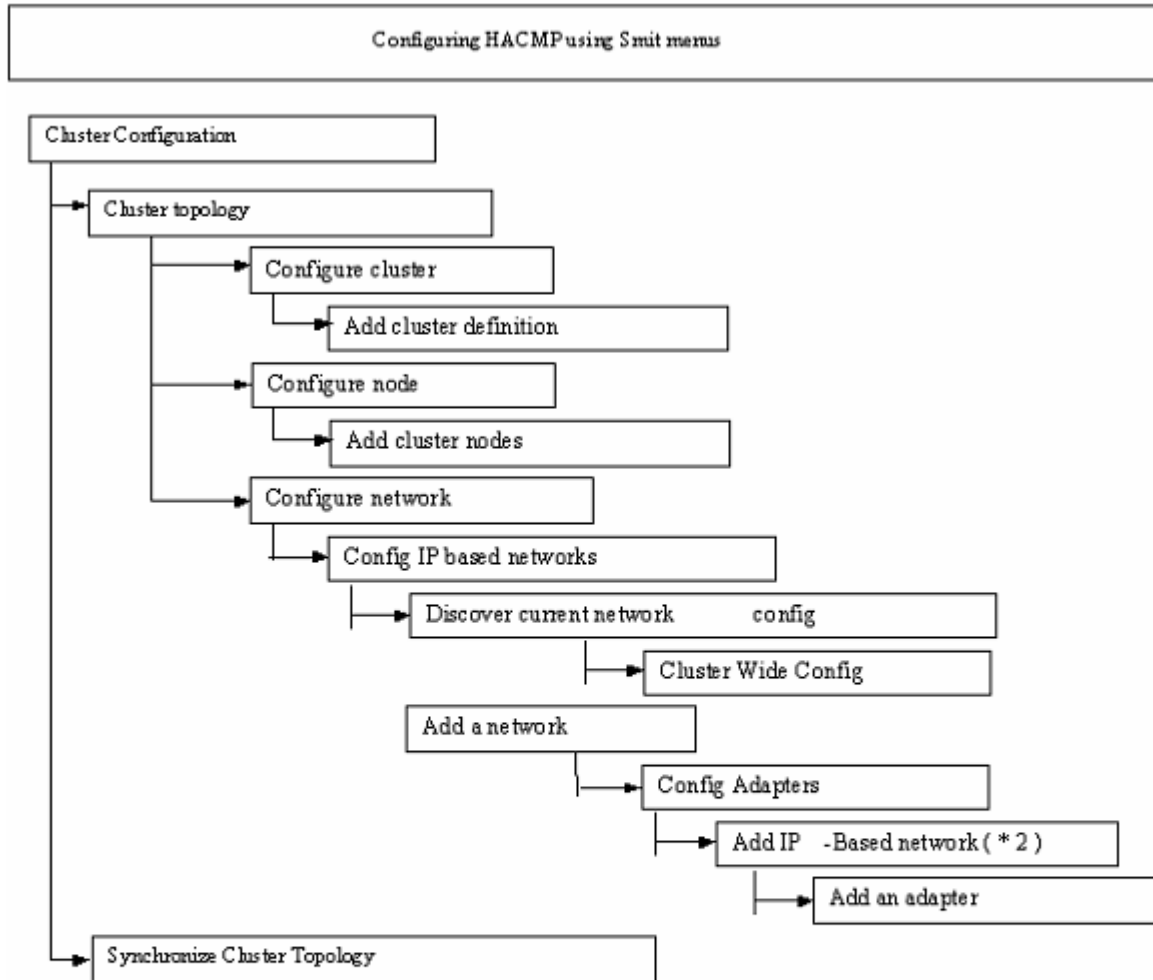 Configuring HACMP using Smit menus
Cluster Configuration
Cluster topology
Configure cluster
Add cluster definition
Configure node
Add cluster nodes
Configure network
Config IP based networks
Discover current network config
Cluster Wide Config
Add a network
Config Adapters
Add IP -Based network ( * 2 )
Add an adapter
Synchronize Cluster Topology